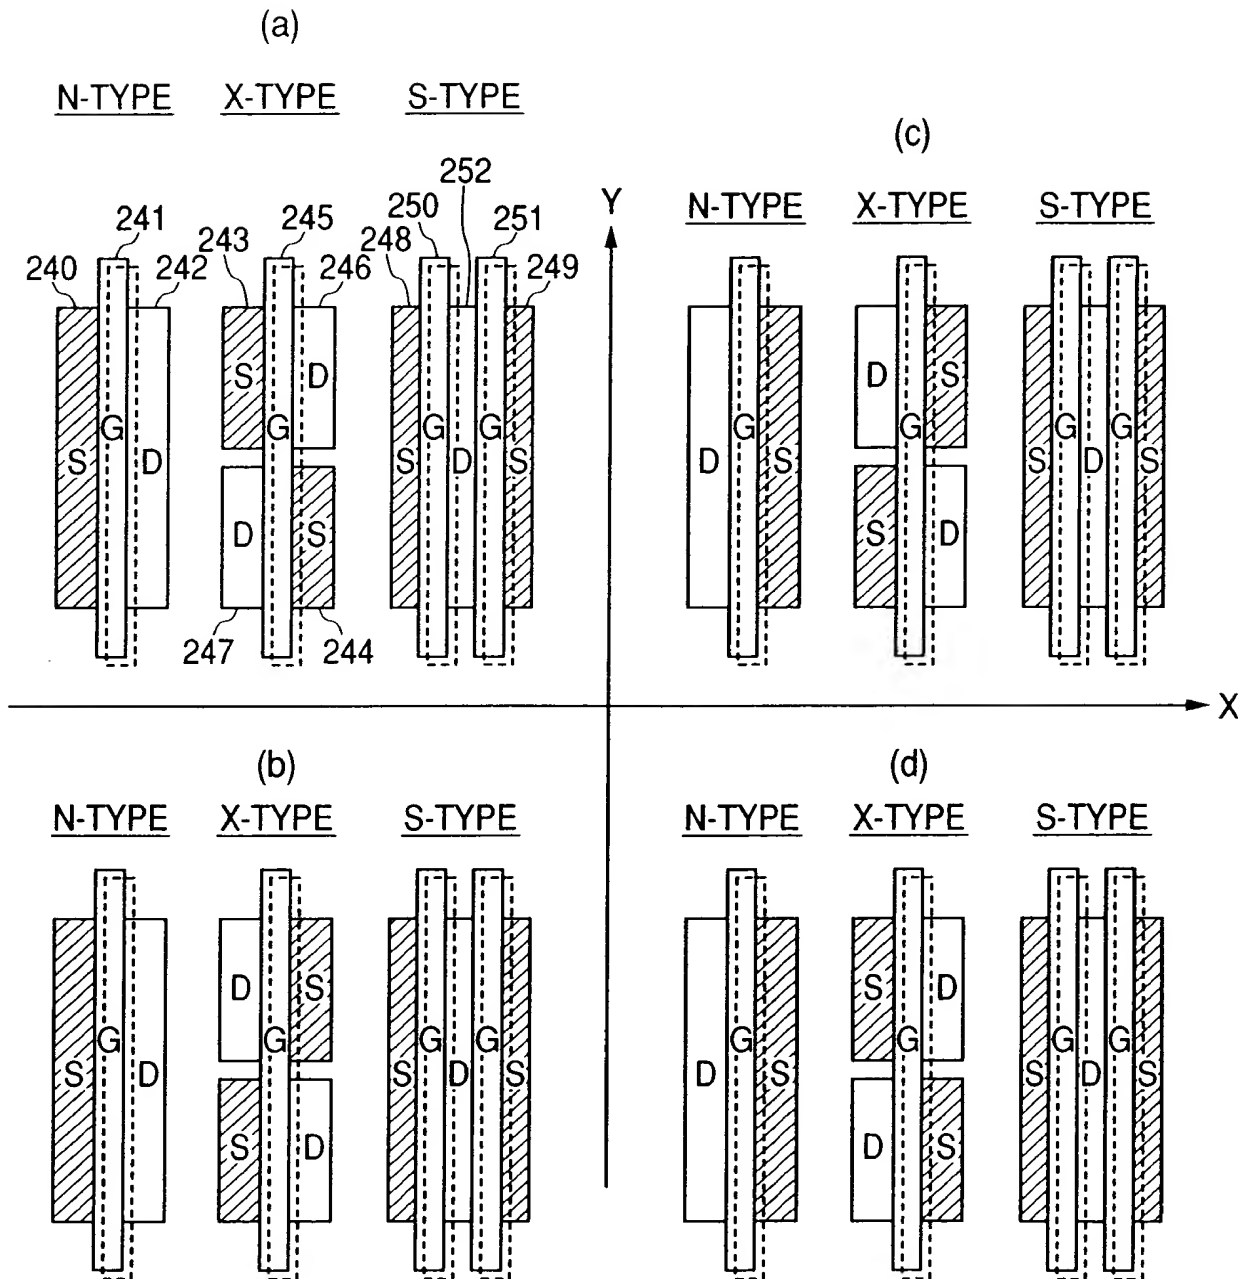 (a)
N-TYPE X-TYPE S-TYPE
252
241 245 250 251
240 242 243 246 248 249
S G D
S G D
D S
S G D G S
247 244
Y
(c)
N-TYPE X-TYPE S-TYPE
D G S
D G S
S D
S G D G S
X
(b)
N-TYPE X-TYPE S-TYPE
S G D
D G S
S D
S G D G S
(d)
N-TYPE X-TYPE S-TYPE
D G S
S G D
D S
S G D G S